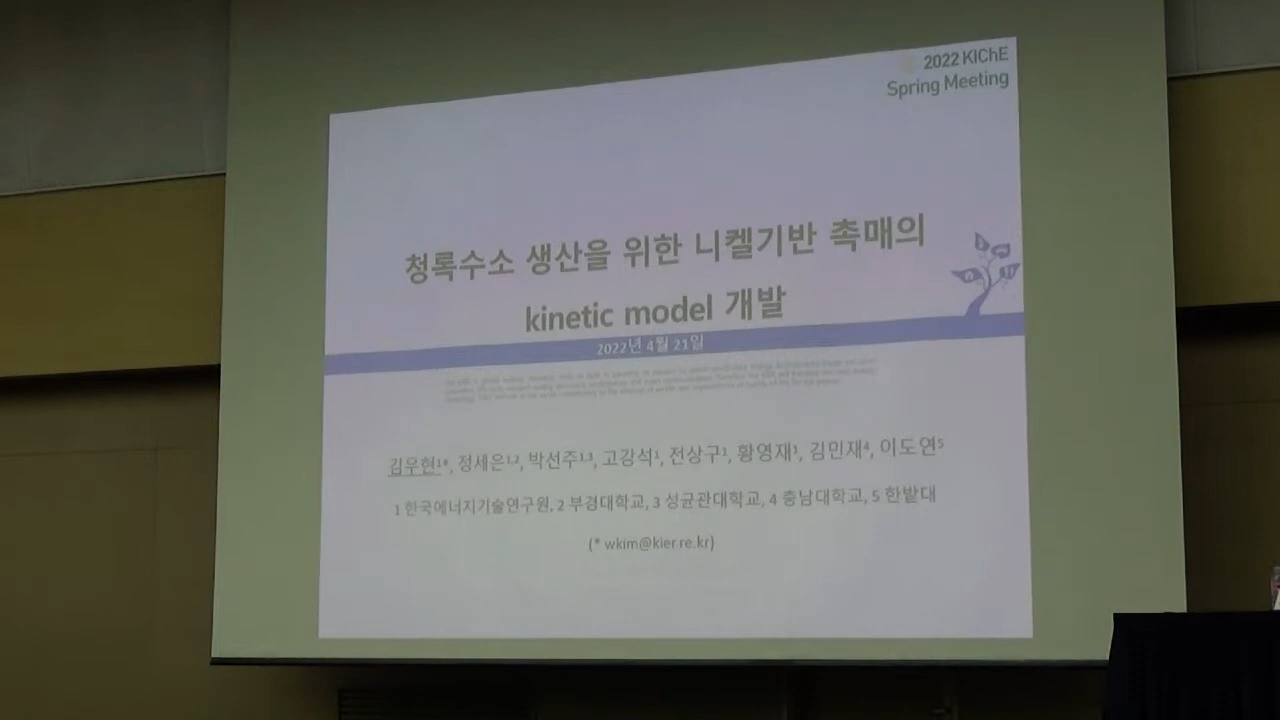 2022 KIChE
Spring Meeting
청록수소 생산을 위한 니켈기반 촉매의
kinetic model 개발
2022년 4월 21일
김우현¹*, 정세은¹,², 박선주¹,³, 고강석¹, 전상구¹, 황영재¹, 김민재⁴, 이도연⁵
1 한국에너지기술연구원, 2 부경대학교, 3 성균관대학교, 4 충남대학교, 5 한밭대
(* wkim@kier.re.kr)